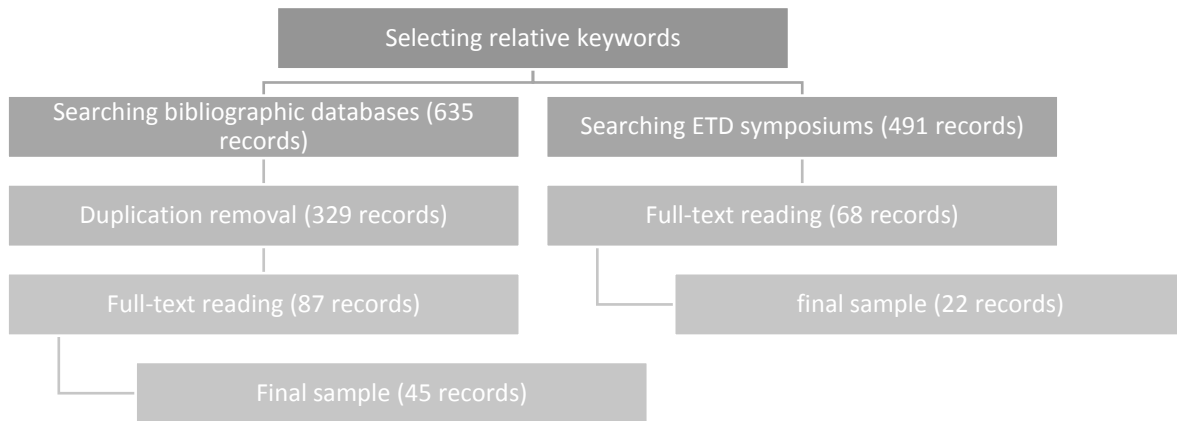 Selecting relative keywords
Searching bibliographic databases (635
records)
Duplication removal (329 records)
Full-text reading (87 records)
Final sample (45 records)
Searching ETD symposiums (491 records)
Full-text reading (68 records)
final sample (22 records)